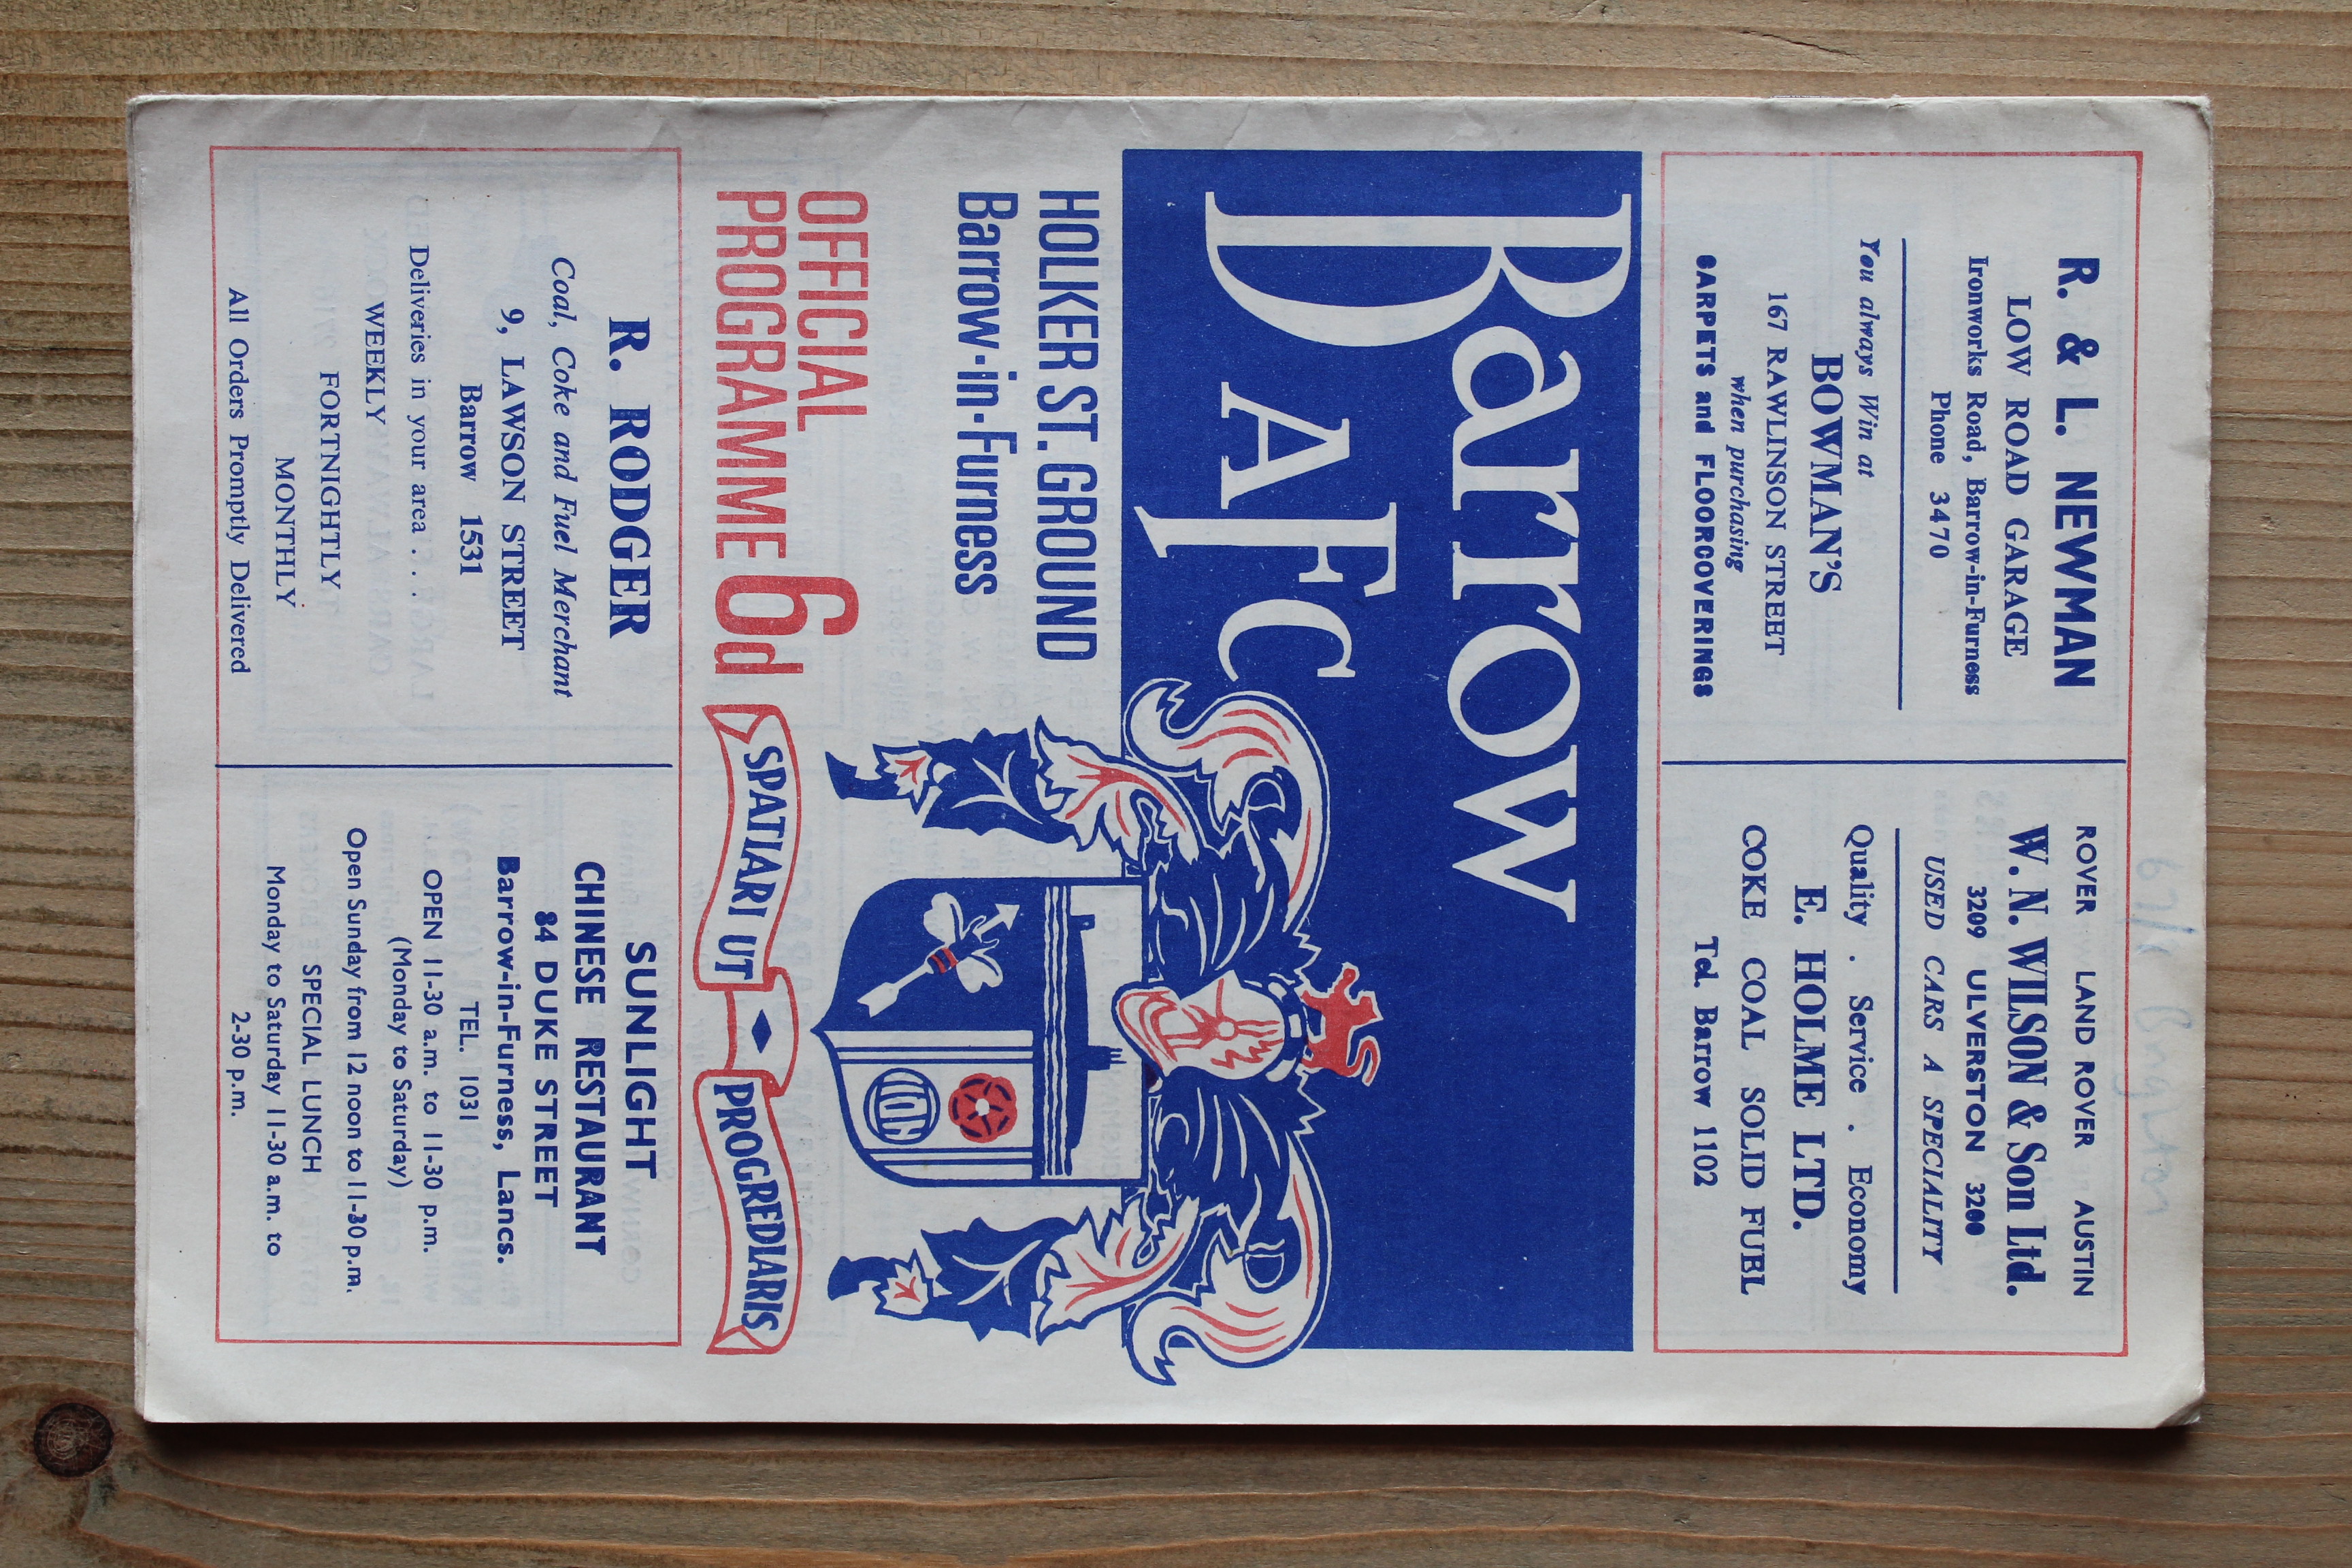 67/8 Brighton
R. & L. NEWMAN
LOW ROAD GARAGE
Ironworks Road, Barrow-in-Furness
Phone 3470
You always Win at
BOWMAN'S
167 RAWLINSON STREET
when purchasing
CARPETS and FLOORCOVERINGS
ROVER LAND ROVER AUSTIN
W. N. WILSON & Son Ltd.
3209 ULVERSTON 3200
USED CARS A SPECIALITY
Quality . Service . Economy
E. HOLME LTD.
COKE COAL SOLID FUEL
Tel. Barrow 1102
Barrow
AFC
HOLKER ST. GROUND
Barrow-in-Furness
OFFICIAL
PROGRAMME 6d
SPATIARI UT PROGREDIARIS
R. RODGER
Coal, Coke and Fuel Merchant
9, LAWSON STREET
Barrow 1531
Deliveries in your area . . .
WEEKLY
FORTNIGHTLY
MONTHLY
All Orders Promptly Delivered
SUNLIGHT
CHINESE RESTAURANT
84 DUKE STREET
Barrow-in-Furness, Lancs.
TEL. 1031
OPEN 11-30 a.m. to 11-30 p.m.
(Monday to Saturday)
Open Sunday from 12 noon to 11-30 p.m.
SPECIAL LUNCH
Monday to Saturday 11-30 a.m. to
2-30 p.m.